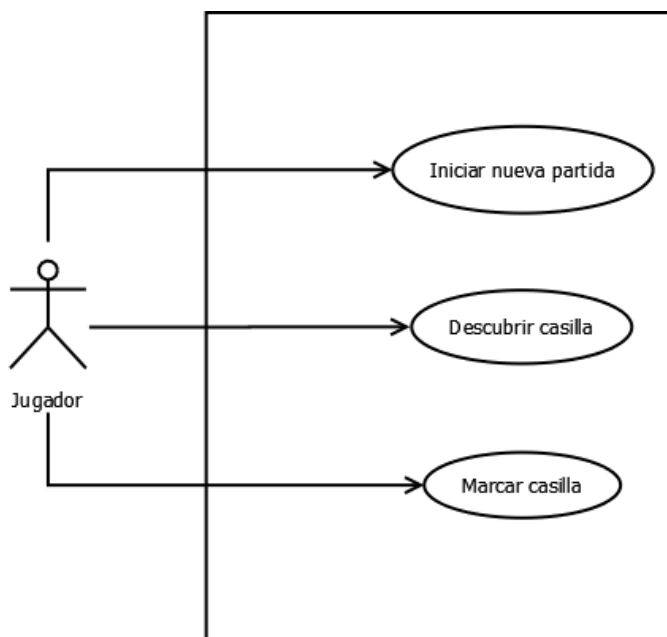 Iniciar nueva partida
Descubrir casilla
Jugador
Marcar casilla